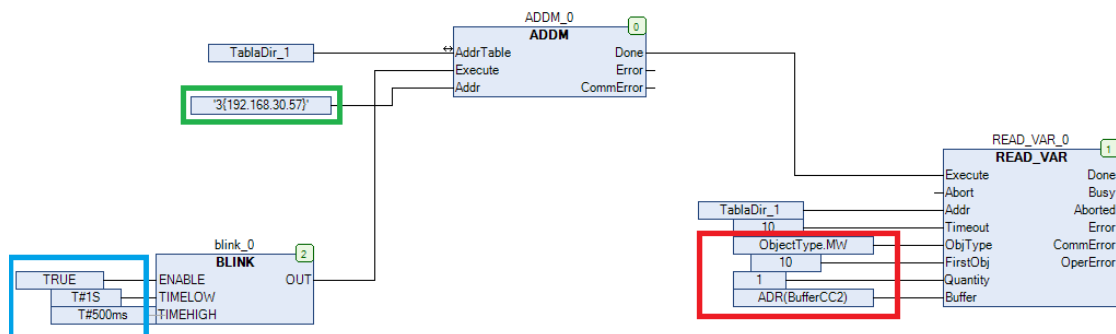 ADDM_0
0
ADDM
TablaDir_1
AddrTable
Done
Execute
Error
Addr
CommError
'3{192.168.30.57}'
READ_VAR_0
1
READ_VAR
Execute
Done
Abort
Busy
TablaDir_1
Addr
Aborted
10
Timeout
Error
ObjectType.MW
ObjType
CommError
10
FirstObj
OperError
1
Quantity
ADR(BufferCC2)
Buffer
blink_0
2
BLINK
TRUE
ENABLE
OUT
T#1S
TIMELOW
T#500ms
TIMEHIGH